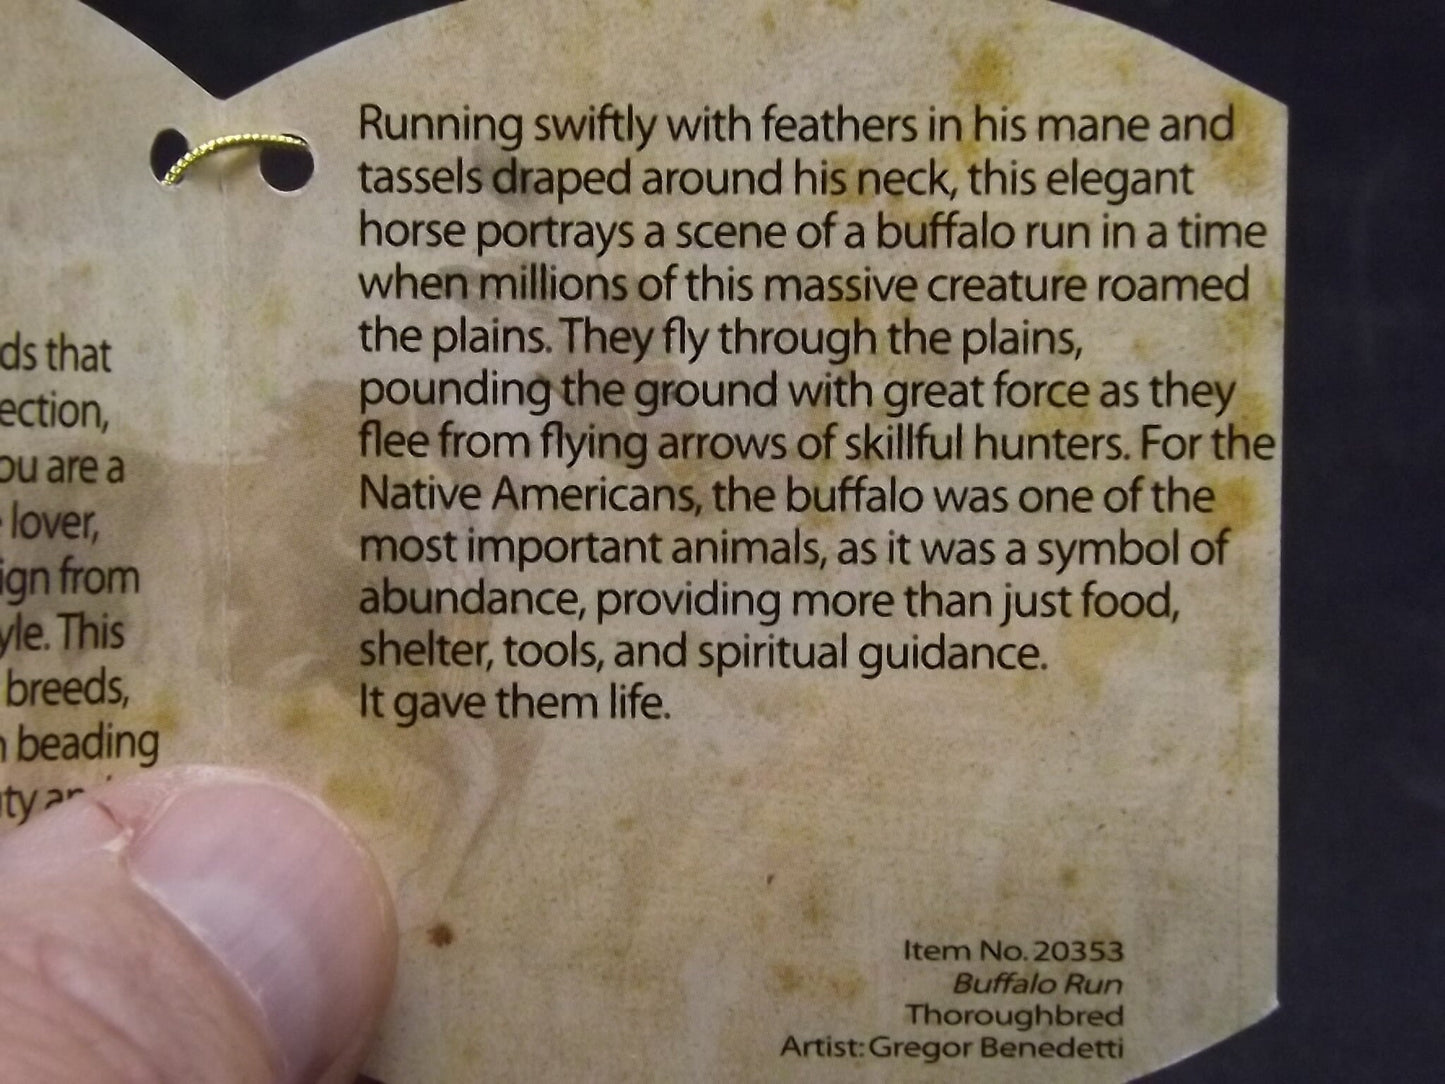 ds that
ection,
ou are a
lover,
ign from
yle. This
breeds,
beading
Running swiftly with feathers in his mane and
tassels draped around his neck, this elegant
horse portrays a scene of a buffalo run in a time
when millions of this massive creature roamed
the plains. They fly through the plains,
pounding the ground with great force as they
flee from flying arrows of skillful hunters. For the
Native Americans, the buffalo was one of the
most important animals, as it was a symbol of
abundance, providing more than just food,
shelter, tools, and spiritual guidance.
It gave them life.
Item No. 20353
Buffalo Run
Thoroughbred
Artist: Gregor Benedetti